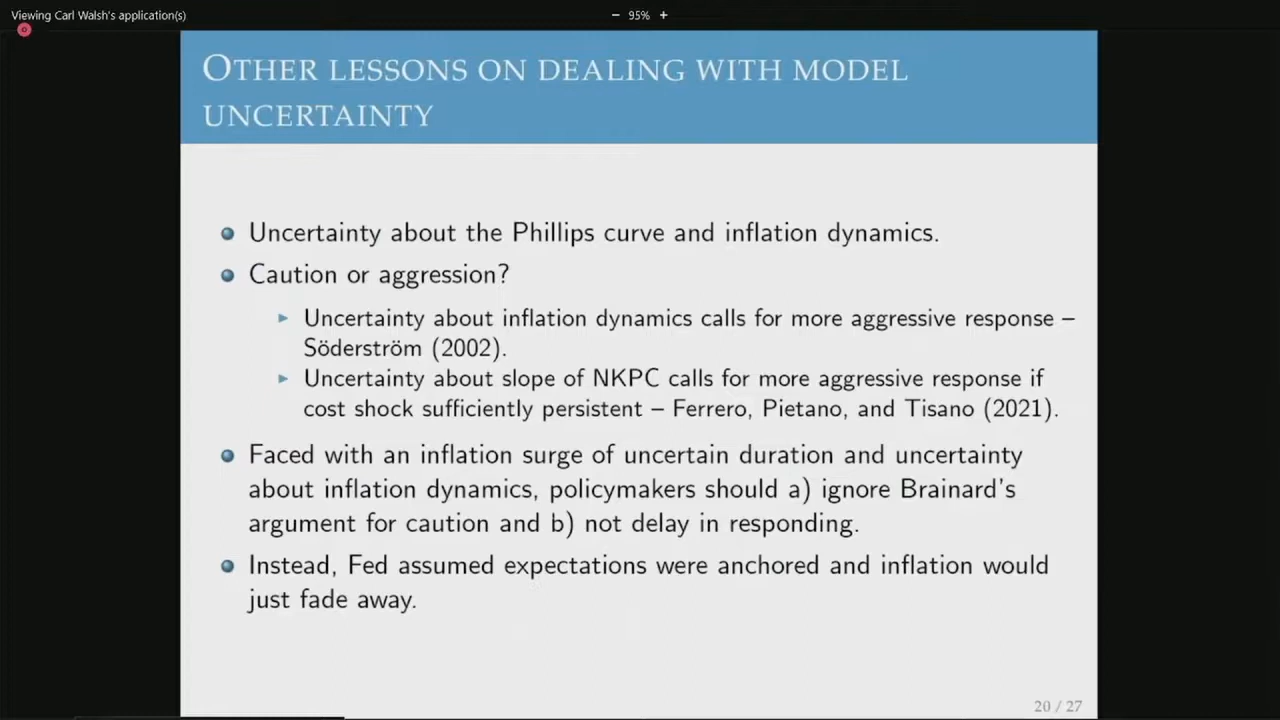 Viewing Carl Walsh's application(s)
− 95% +
OTHER LESSONS ON DEALING WITH MODEL
UNCERTAINTY
Uncertainty about the Phillips curve and inflation dynamics.
Caution or aggression?
Uncertainty about inflation dynamics calls for more aggressive response –
Söderström (2002).
Uncertainty about slope of NKPC calls for more aggressive response if
cost shock sufficiently persistent – Ferrero, Pietano, and Tisano (2021).
Faced with an inflation surge of uncertain duration and uncertainty
about inflation dynamics, policymakers should a) ignore Brainard's
argument for caution and b) not delay in responding.
Instead, Fed assumed expectations were anchored and inflation would
just fade away.
20 / 27